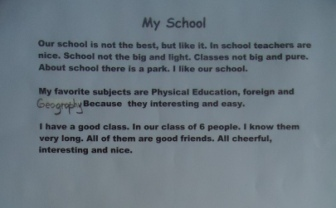 My School
Our school is not the best, but like it. In school teachers are
nice. School not the big and light. Classes not big and pure.
About school there is a park. I like our school.
My favorite subjects are Physical Education, foreign and
Geography Because they interesting and easy.
I have a good class. In our class of 6 people. I know them
very long. All of them are good friends. All cheerful,
interesting and nice.